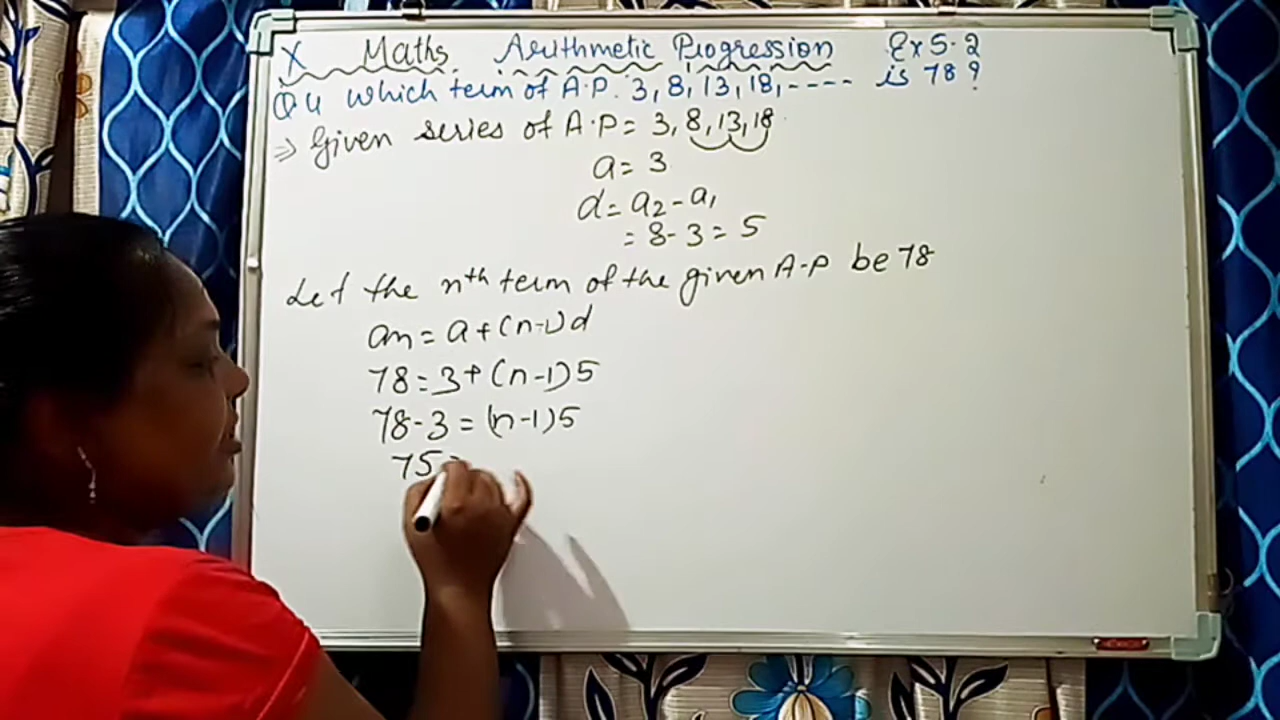 X Maths Arithmetic Progression Ex 5.2
Q4 Which term of A.P. 3, 8, 13, 18, ---- is 78?
⇒ Given series of A.P = 3, 8, 13, 18
a = 3
d = a₂ - a₁
= 8 - 3 = 5
Let the nᵗʰ term of the given A-P be 78
an = a + (n-1)d
78 = 3 + (n-1)5
78 - 3 = (n-1)5
75 =